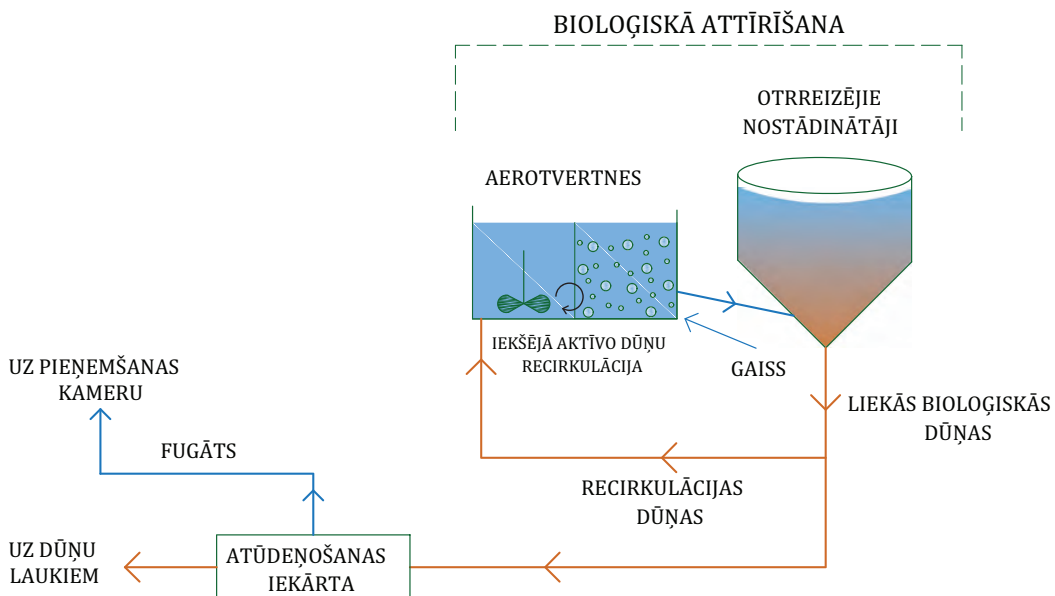 BIOLOĢISKĀ ATTĪRĪŠANA
OTRREIZĒJIE
NOSTĀDINĀTĀJI
AEROTVERTNES
IEKŠĒJĀ AKTĪVO DŪŅU
RECIRKULĀCIJA
GAISS
UZ PIEŅEMŠANAS
KAMERU
LIEKĀS BIOLOĢISKĀS
DŪŅAS
FUGĀTS
RECIRKULĀCIJAS
DŪŅAS
UZ DŪŅU
LAUKIEM
ATŪDEŅOŠANAS
IEKĀRTA